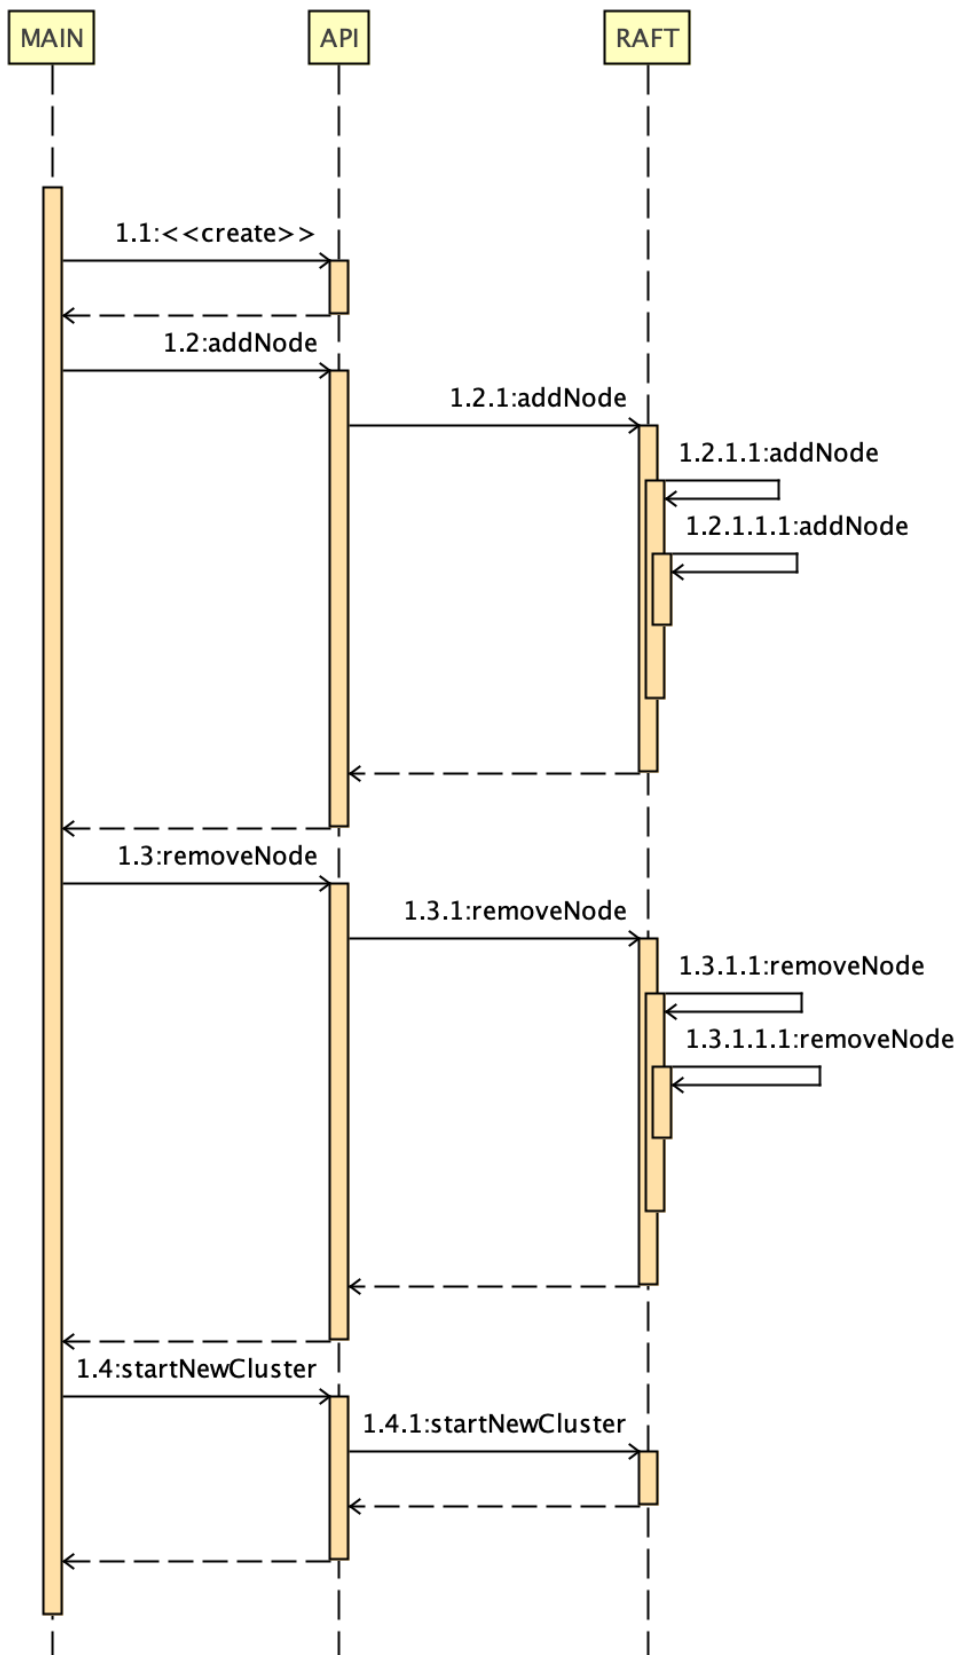 MAIN API RAFT
1.1:<<create>>
1.2:addNode
1.2.1:addNode
1.2.1.1:addNode
1.2.1.1.1:addNode
1.3:removeNode
1.3.1:removeNode
1.3.1.1:removeNode
1.3.1.1.1:removeNode
1.4:startNewCluster
1.4.1:startNewCluster